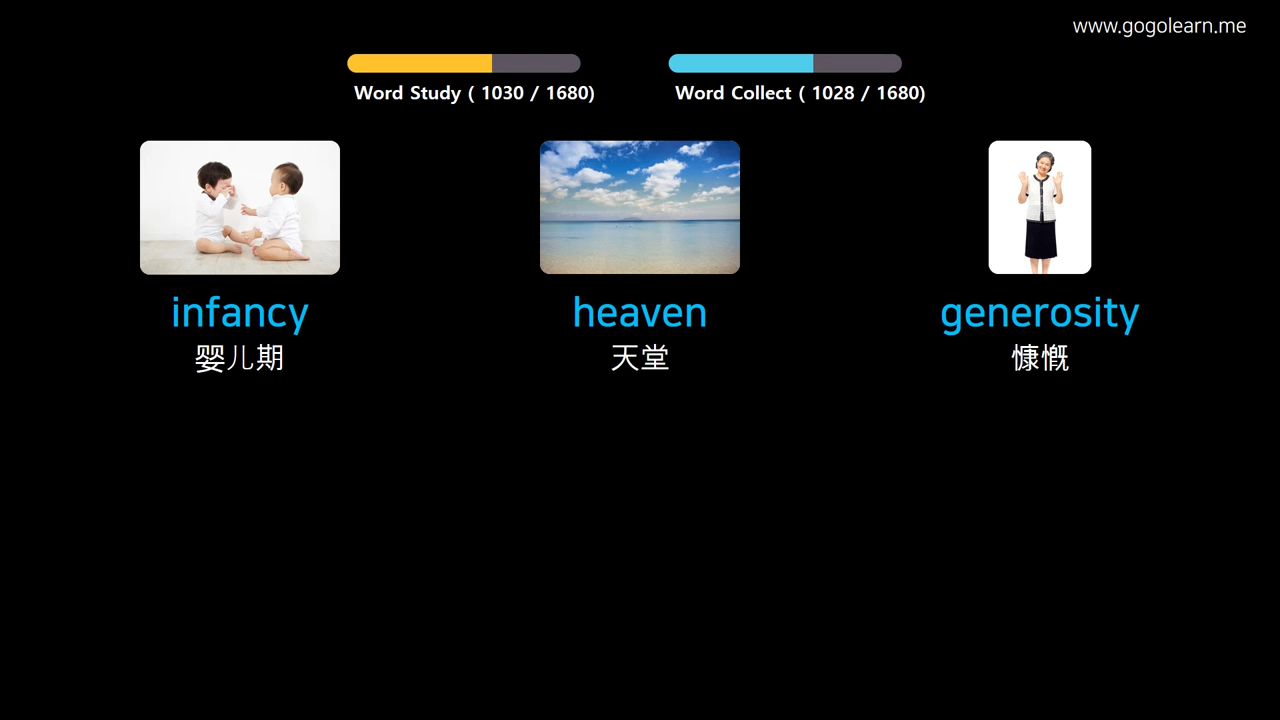 www.gogolearn.me
Word Study ( 1030 / 1680)
Word Collect ( 1028 / 1680)
infancy
婴儿期
heaven
天堂
generosity
慷慨